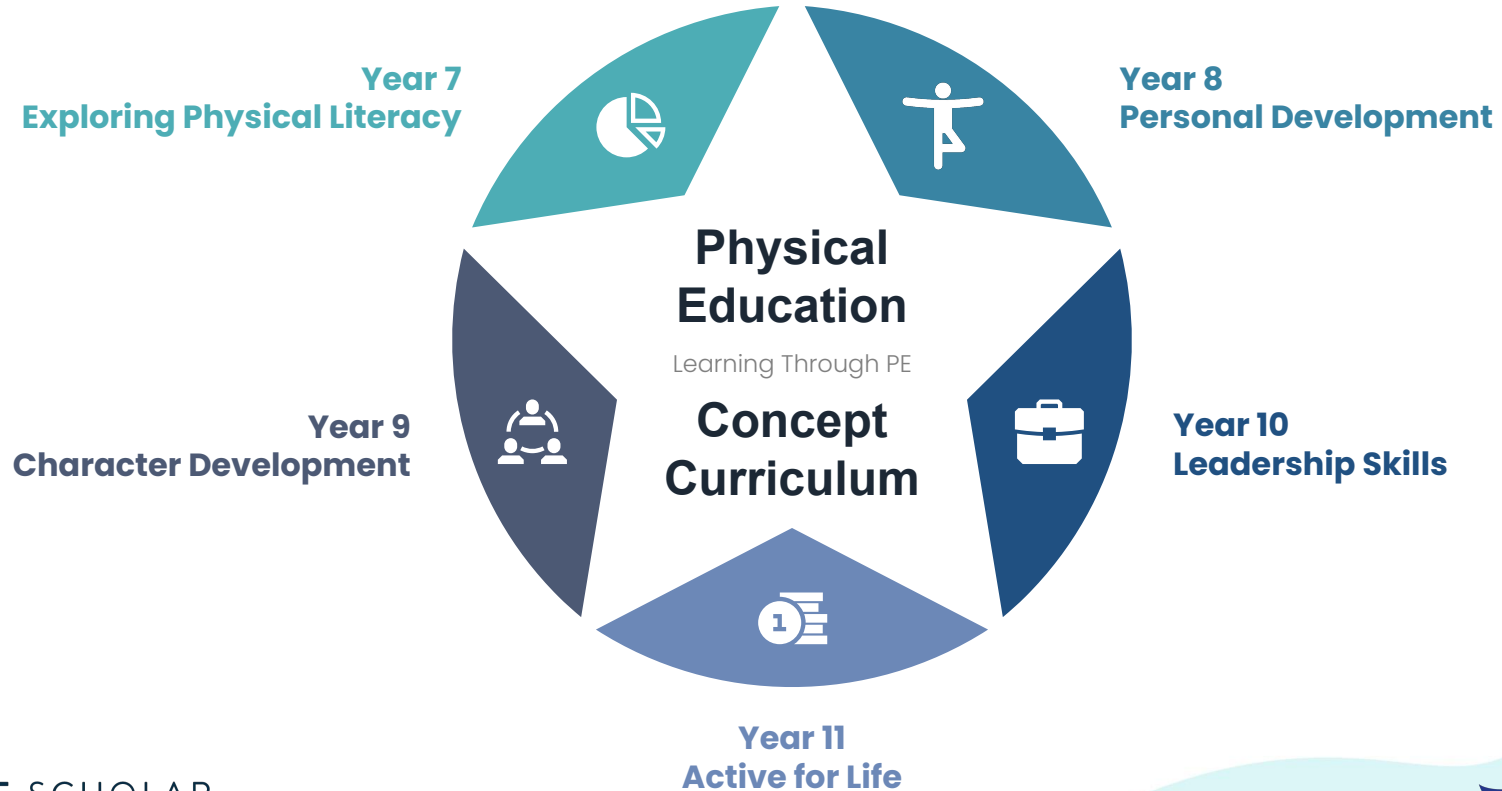 Year 7
Exploring Physical Literacy
Year 8
Personal Development
Physical
Education
Learning Through PE
Concept
Curriculum
Year 9
Character Development
Year 10
Leadership Skills
1
Year 11
Active for Life
SCHOLAR